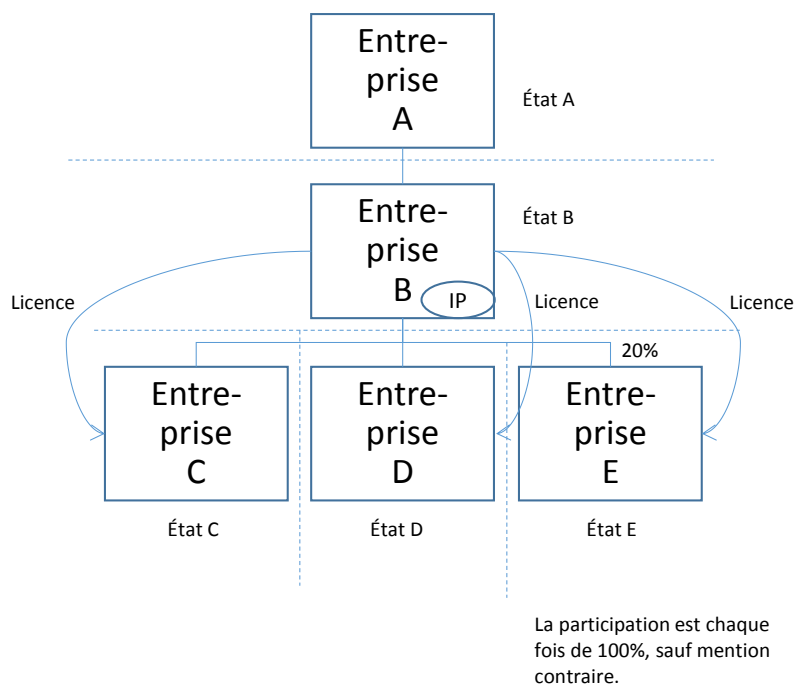 Entre-
prise
A
État A
Entre-
prise
B
État B
IP
Licence
Licence
Licence
20%
Entre-
prise
C
Entre-
prise
D
Entre-
prise
E
État C
État D
État E
La participation est chaque
fois de 100%, sauf mention
contraire.